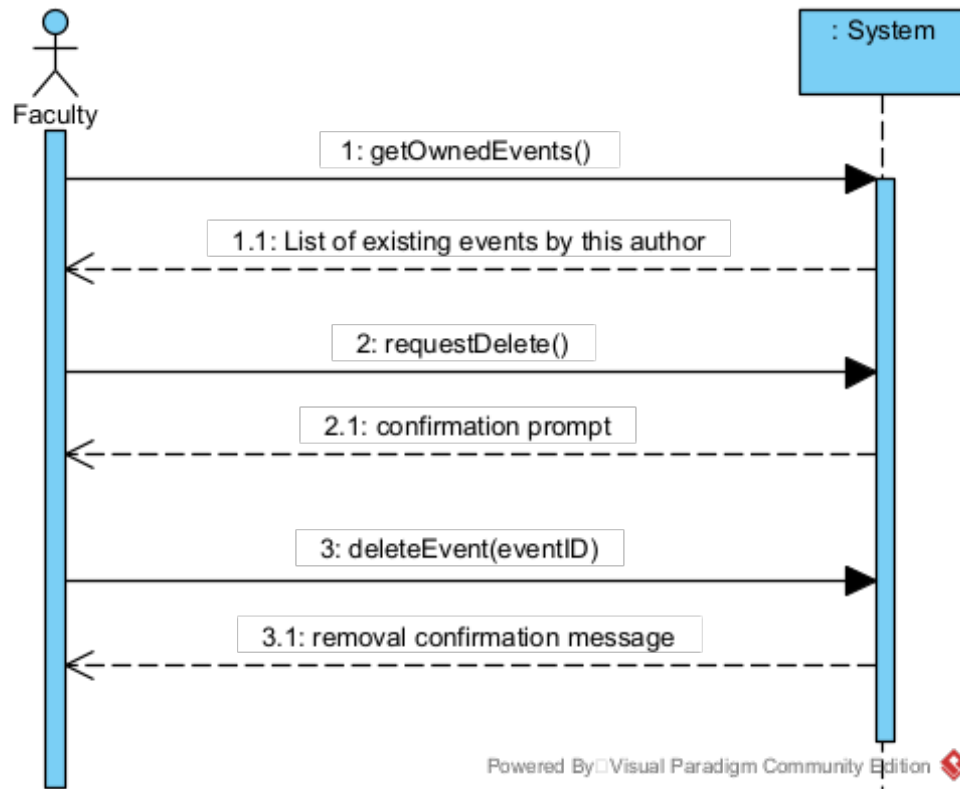 : System
Faculty
1: getOwnedEvents()
1.1: List of existing events by this author
2: requestDelete()
2.1: confirmation prompt
3: deleteEvent(eventID)
3.1: removal confirmation message
Powered By Visual Paradigm Community Edition